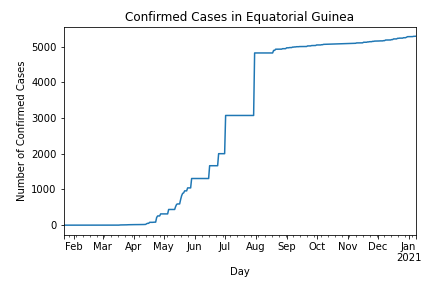 Confirmed Cases in Equatorial Guinea
Number of Confirmed Cases
5000
4000
3000
2000
1000
0
Feb Mar Apr May Jun Jul Aug Sep Oct Nov Dec Jan
2021
Day